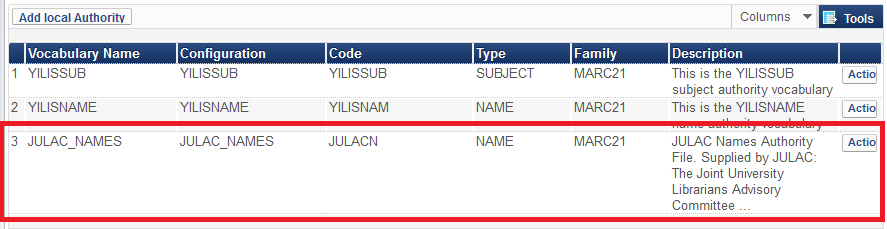 Add local Authority Columns Tools
Vocabulary Name Configuration Code Type Family Description
1 YILISSUB YILISSUB YILISSUB SUBJECT MARC21 This is the YILISSUB Actio
subject authority vocabulary
2 YILISNAME YILISNAME YILISNAM NAME MARC21 This is the YILISNAME Actio
name authority vocabulary
3 JULAC_NAMES JULAC_NAMES JULACN NAME MARC21 JULAC Names Authority Actio
File. Supplied by JULAC:
The Joint University
Librarians Advisory
Committee ...